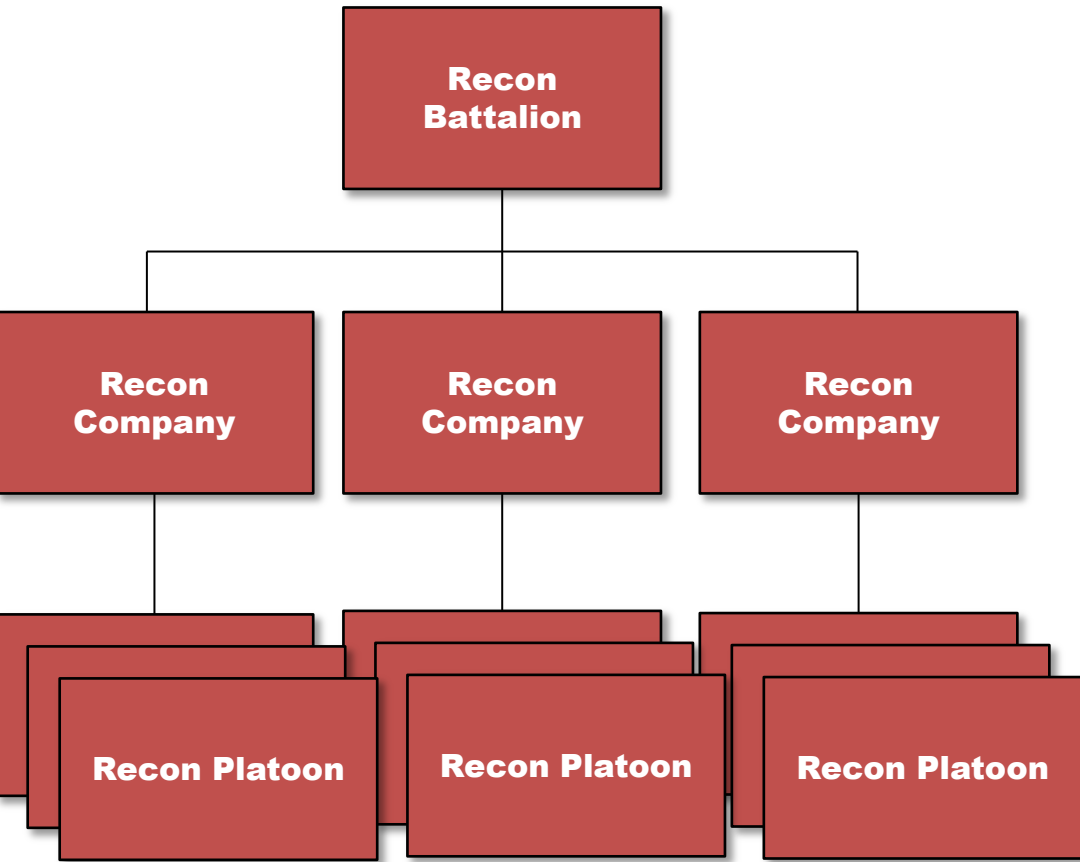 Recon
Battalion
Recon
Company
Recon
Company
Recon
Company
Recon Platoon
Recon Platoon
Recon Platoon